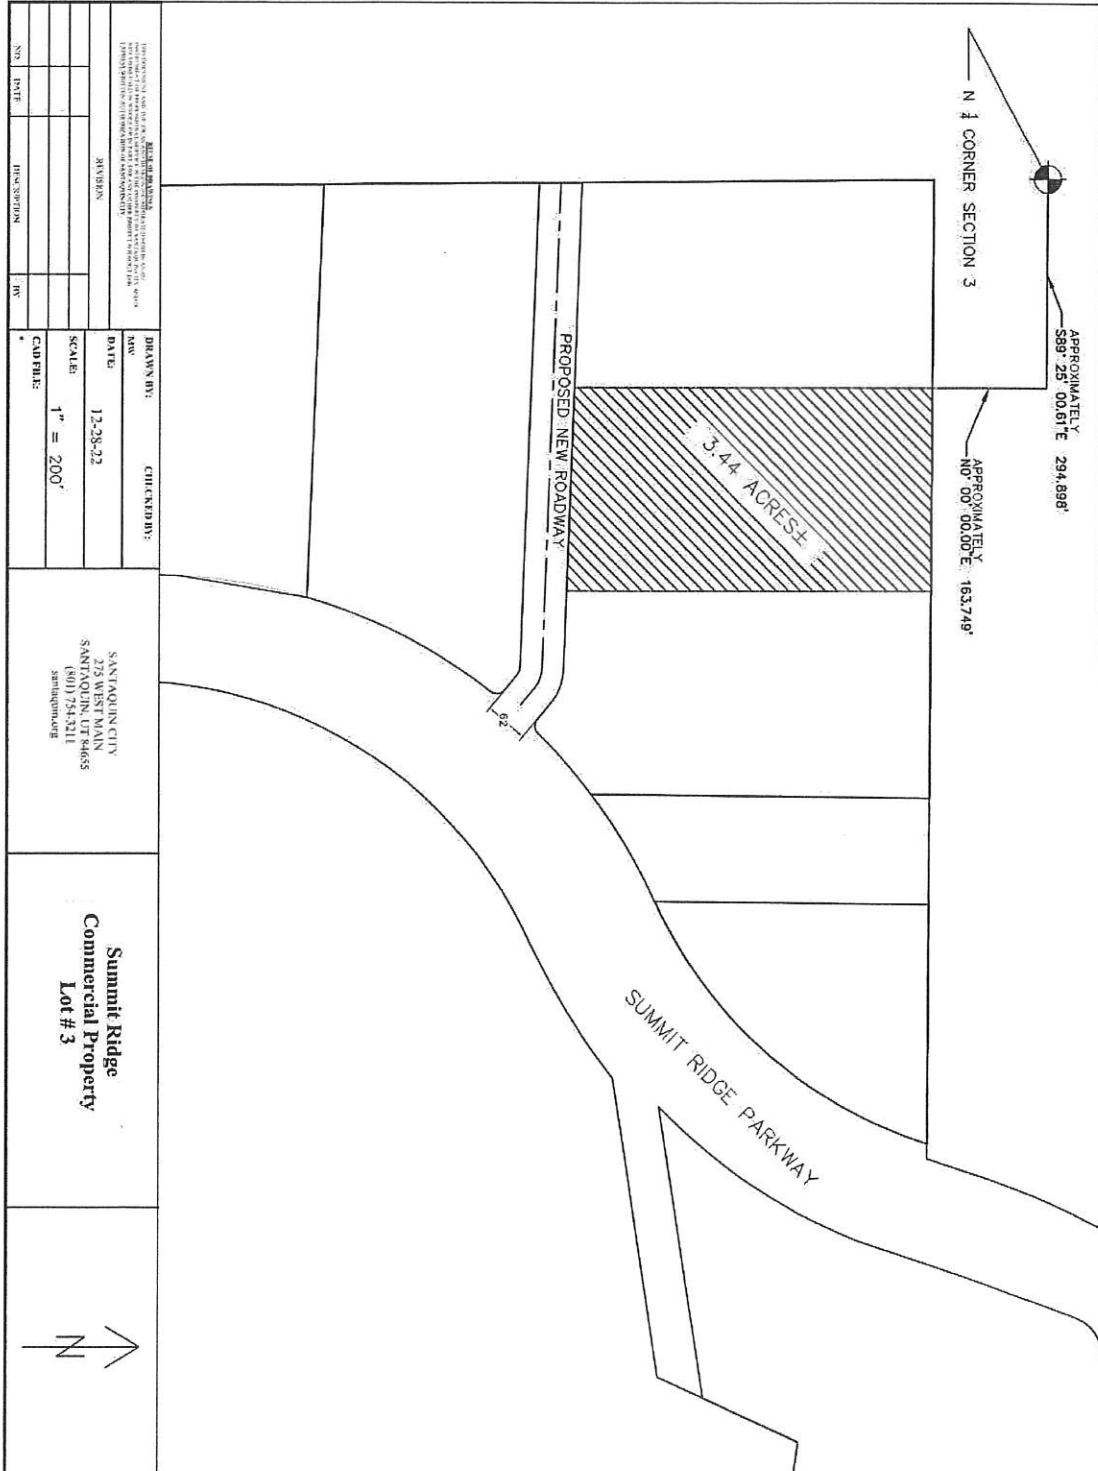 APPROXIMATELY
S89° 25' 00.61"E 294.898'
N ¼ CORNER SECTION 3
APPROXIMATELY
N0° 00' 00.00"E 163.749'
3.44 ACRES±
PROPOSED NEW ROADWAY
62
SUMMIT RIDGE PARKWAY
REUSE OF DRAWINGS
REVISION
NO. DATE DESCRIPTION BY
DRAWN BY: CHECKED BY:
MW
DATE:
12-28-22
SCALE:
1" = 200'
CAD FILE:
*
SANTAQUIN CITY
275 WEST MAIN
SANTAQUIN, UT 84655
(801) 754-3211
santaquin.org
Summit Ridge
Commercial Property
Lot # 3
N